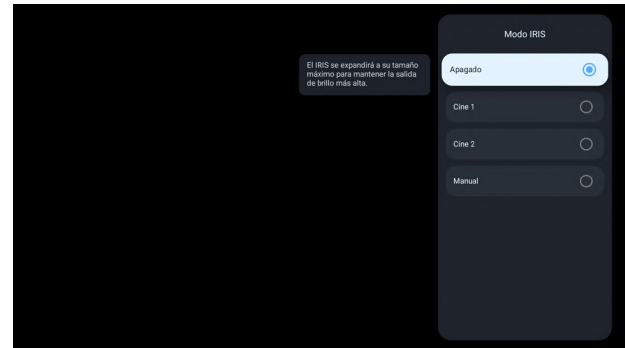 Modo IRIS
El IRIS se expandirá a su tamaño
máximo para mantener la salida
de brillo más alta.
Apagado
Cine 1
Cine 2
Manual